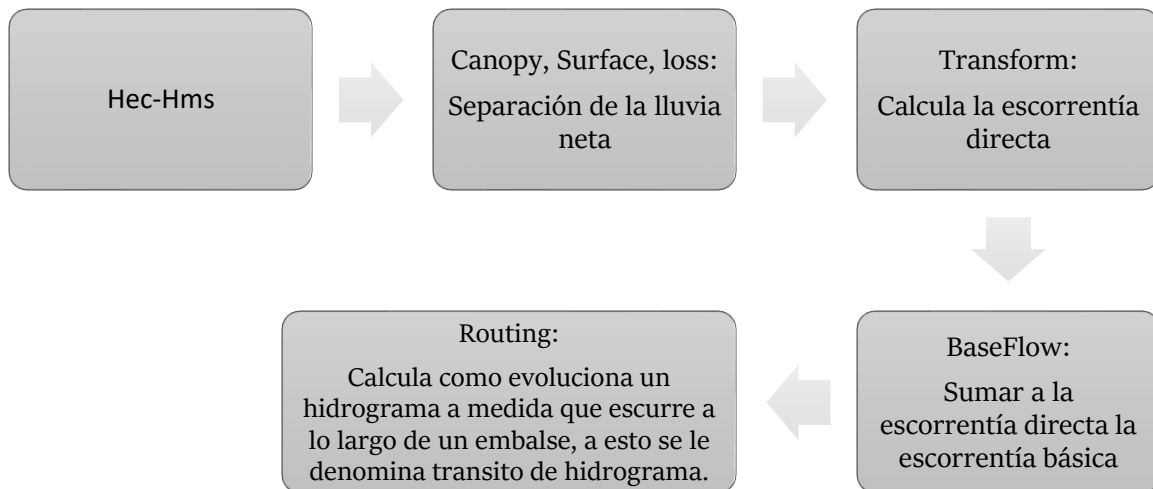 Hec-Hms
Canopy, Surface, loss:
Separación de la lluvia
neta
Transform:
Calcula la escorrentía
directa
BaseFlow:
Sumar a la
escorrentía directa la
escorrentía básica
Routing:
Calcula como evoluciona un
hidrograma a medida que escurre a
lo largo de un embalse, a esto se le
denomina transito de hidrograma.